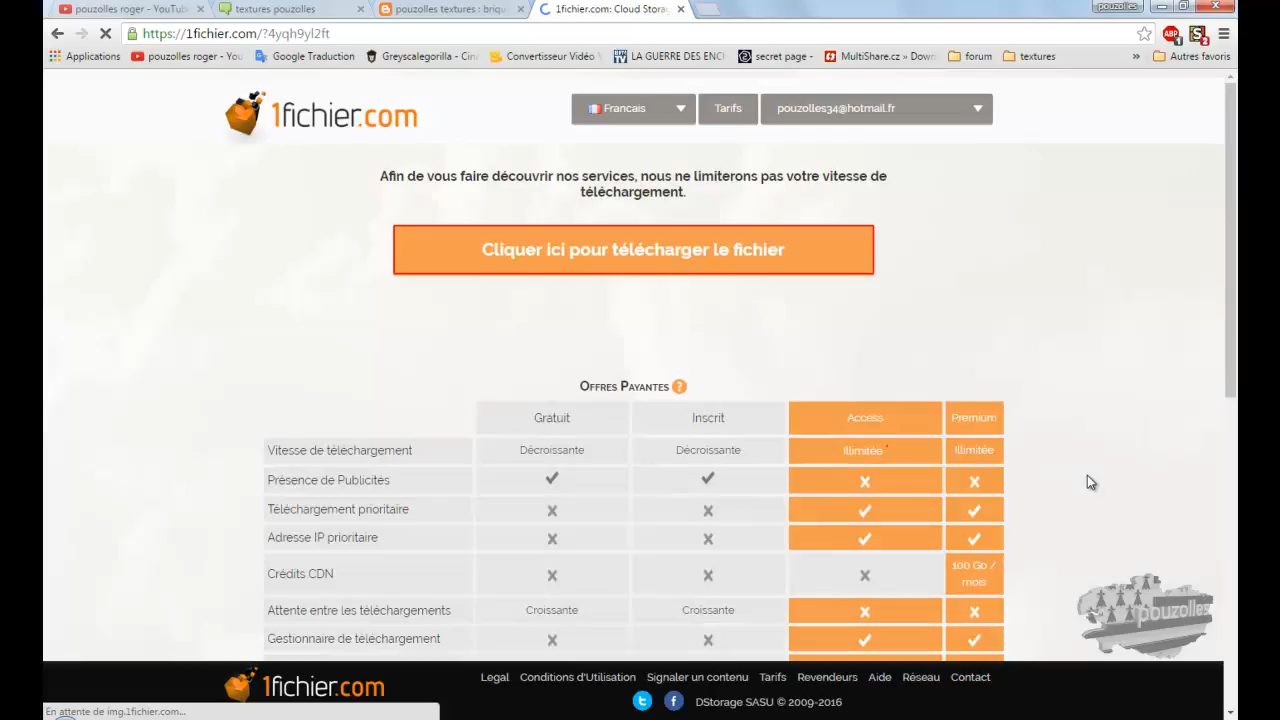 pouzolles roger - YouTub
textures pouzolles
pouzolles textures : brique
1fichier.com: Cloud Storag
pouzolles
https://1fichier.com/?4yqh9yl2ft
Applications
pouzolles roger - You
Google Traduction
Greyscalegorilla - Cin
Convertisseur Vidéo
LA GUERRE DES ENC
secret page -
MultiShare.cz » Down
forum
textures
»
Autres favoris
1fichier.com
Francais
Tarifs
pouzolles34@hotmail.fr
Afin de vous faire découvrir nos services, nous ne limiterons pas votre vitesse de
téléchargement.
Cliquer ici pour télécharger le fichier
Offres Payantes ?
Gratuit Inscrit Access Premium
Vitesse de téléchargement Décroissante Décroissante Illimitée * Illimitée
Présence de Publicités
Téléchargement prioritaire
Adresse IP prioritaire
Crédits CDN 100 Go /
mois
Attente entre les téléchargements Croissante Croissante
Gestionnaire de téléchargement
pouzolles
1fichier.com
Legal Conditions d'Utilisation Signaler un contenu Tarifs Revendeurs Aide Réseau Contact
DStorage SASU © 2009-2016
En attente de img.1fichier.com...